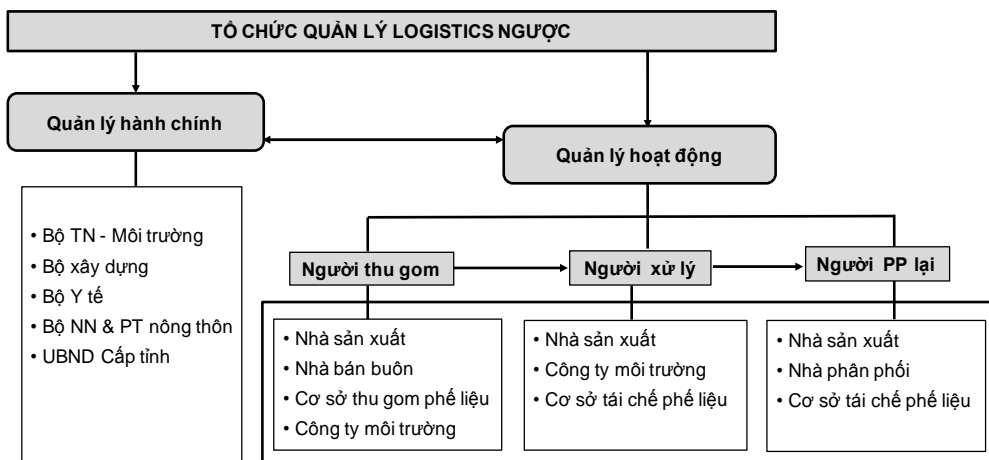 TỔ CHỨC QUẢN LÝ LOGISTICS NGƯỢC
Quản lý hành chính
Quản lý hoạt động
• Bộ TN - Môi trường
• Bộ xây dựng
• Bộ Y tế
• Bộ NN & PT nông thôn
• UBND Cấp tỉnh
Người thu gom
Người xử lý
Người PP lại
• Nhà sản xuất
• Nhà bán buôn
• Cơ sở thu gom phế liệu
• Công ty môi trường
• Nhà sản xuất
• Công ty môi trường
• Cơ sở tái chế phế liệu
• Nhà sản xuất
• Nhà phân phối
• Cơ sở tái chế phế liệu